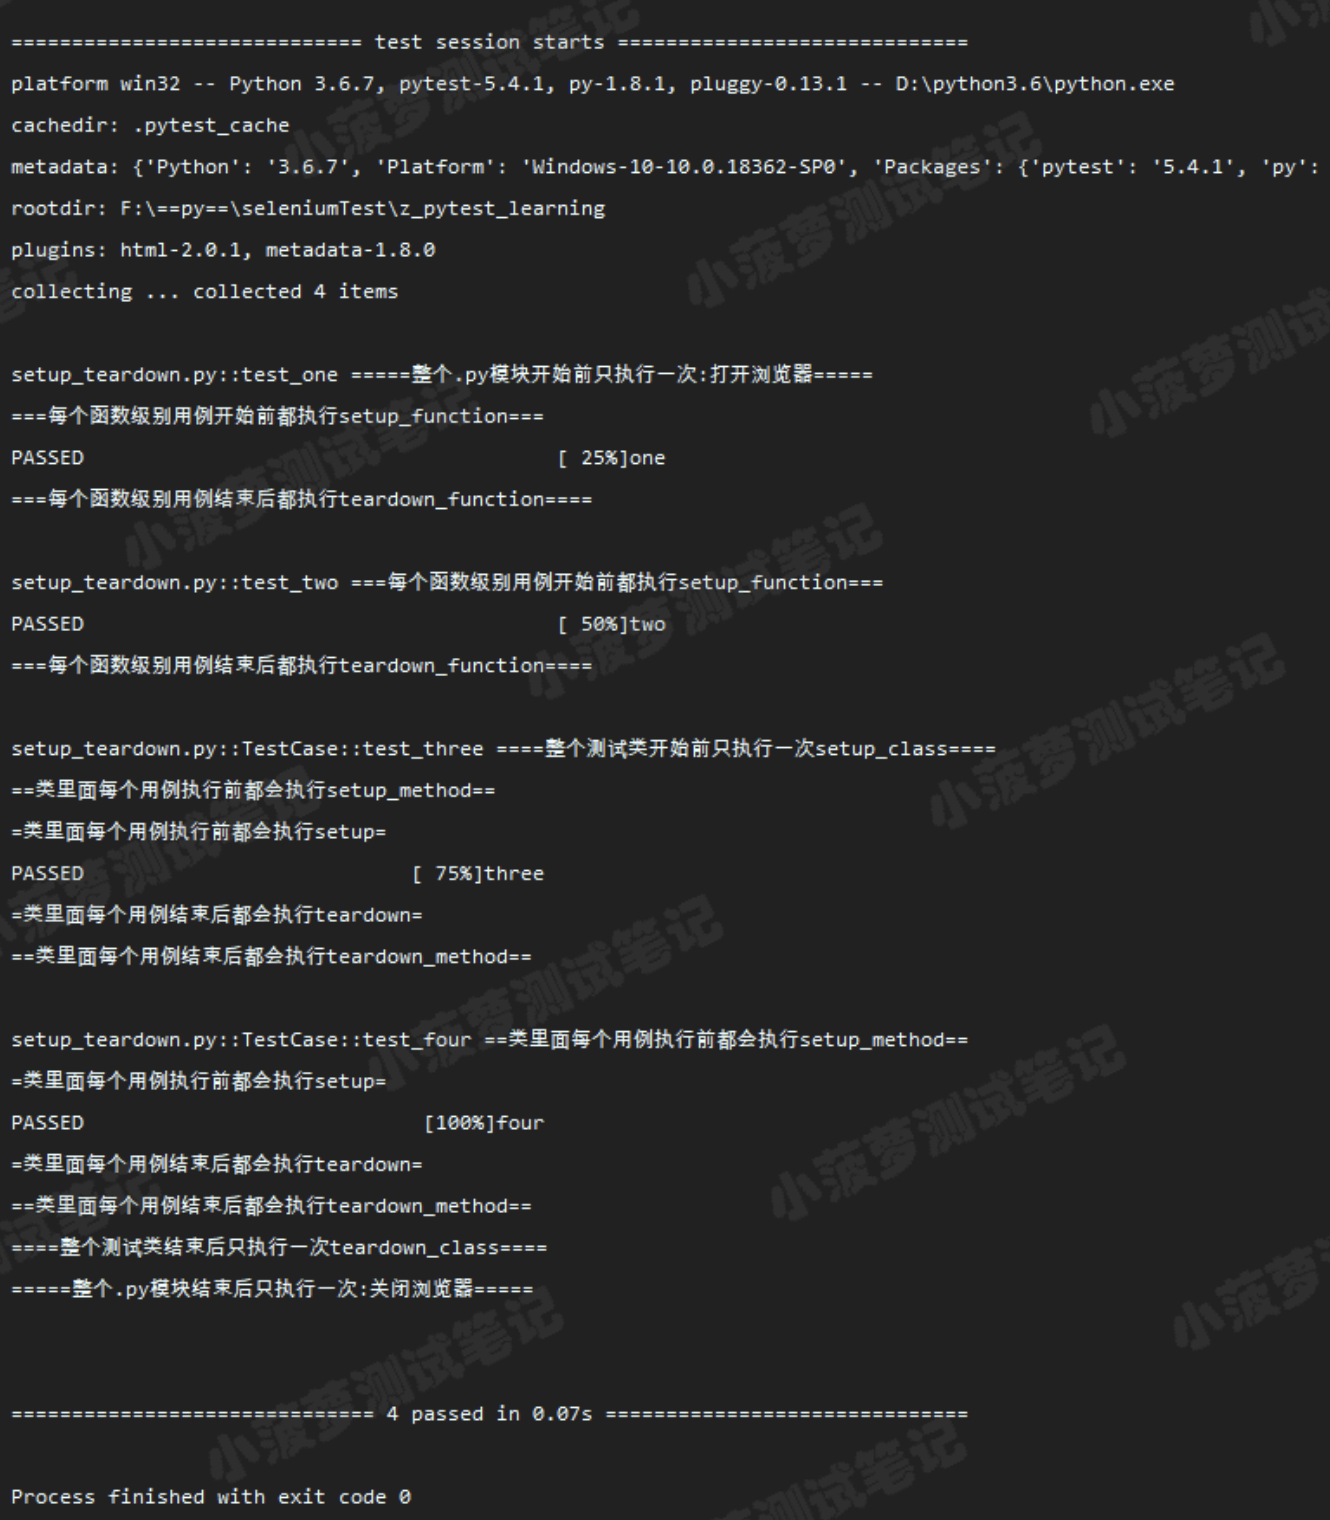 ============================= test session starts =============================
platform win32 -- Python 3.6.7, pytest-5.4.1, py-1.8.1, pluggy-0.13.1 -- D:\python3.6\python.exe
cachedir: .pytest_cache
metadata: {'Python': '3.6.7', 'Platform': 'Windows-10-10.0.18362-SP0', 'Packages': {'pytest': '5.4.1', 'py':
rootdir: F:\==py==\seleniumTest\z_pytest_learning
plugins: html-2.0.1, metadata-1.8.0
collecting ... collected 4 items
setup_teardown.py::test_one =====整个.py模块开始前只执行一次:打开浏览器=====
===每个函数级别用例开始前都执行setup_function===
PASSED                                       [ 25%]one
===每个函数级别用例结束后都执行teardown_function====
setup_teardown.py::test_two ===每个函数级别用例开始前都执行setup_function===
PASSED                                       [ 50%]two
===每个函数级别用例结束后都执行teardown_function====
setup_teardown.py::TestCase::test_three ====整个测试类开始前只执行一次setup_class====
==类里面每个用例执行前都会执行setup_method==
=类里面每个用例执行前都会执行setup=
PASSED                           [ 75%]three
=类里面每个用例结束后都会执行teardown=
==类里面每个用例结束后都会执行teardown_method==
setup_teardown.py::TestCase::test_four ==类里面每个用例执行前都会执行setup_method==
=类里面每个用例执行前都会执行setup=
PASSED                            [100%]four
=类里面每个用例结束后都会执行teardown=
==类里面每个用例结束后都会执行teardown_method==
====整个测试类结束后只执行一次teardown_class====
=====整个.py模块结束后只执行一次:关闭浏览器=====
============================== 4 passed in 0.07s ==============================
Process finished with exit code 0
小菠萝测试笔记